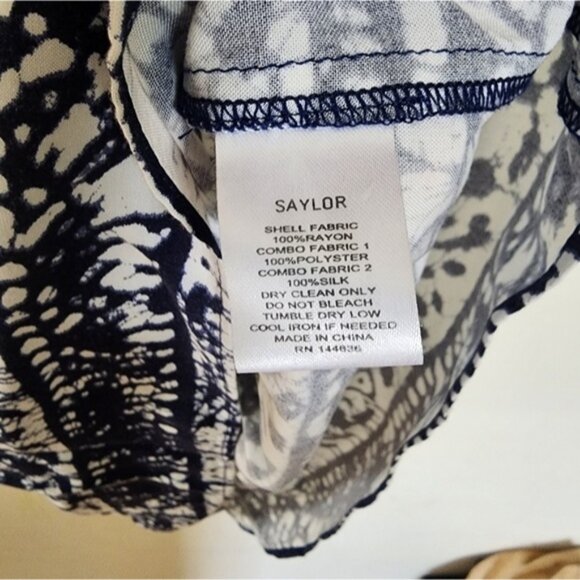 SAYLOR
SHELL FABRIC
100%RAYON
COMBO FABRIC 1
100%POLYSTER
COMBO FABRIC 2
100%SILK
DRY CLEAN ONLY
DO NOT BLEACH
TUMBLE DRY LOW
COOL IRON IF NEEDED
MADE IN CHINA
RN 144636